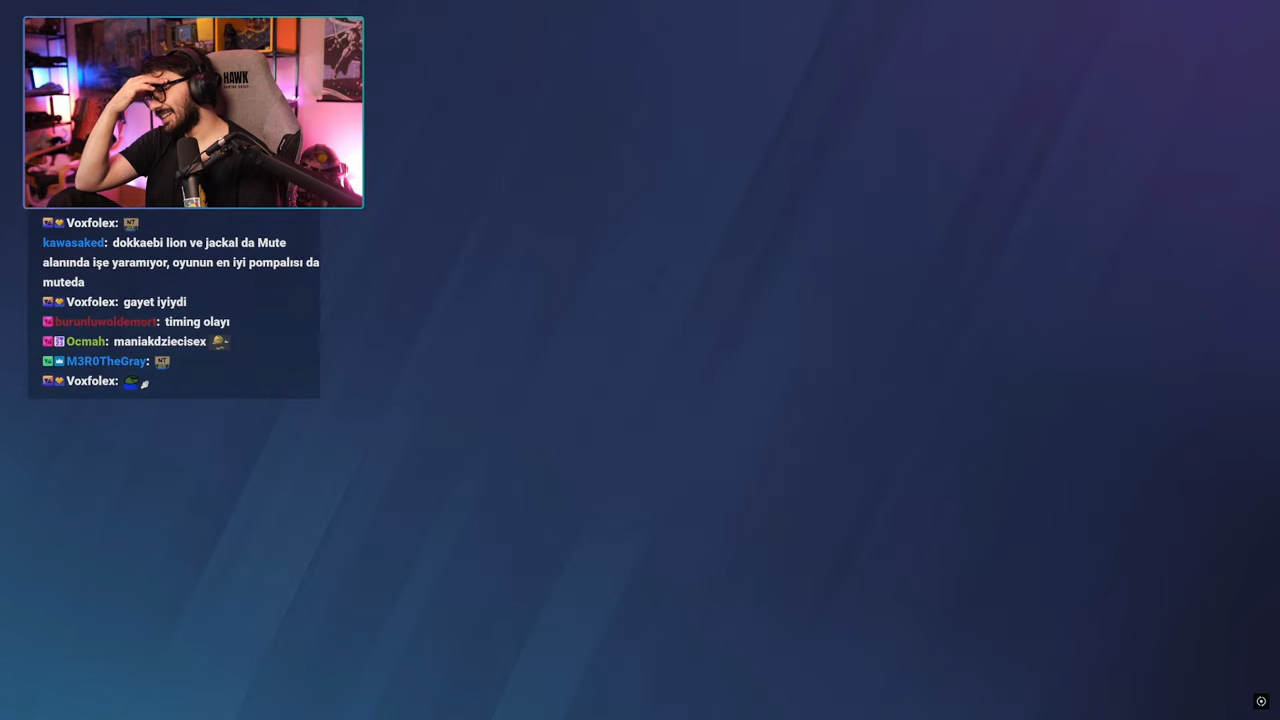 HAWK
Voxfolex:
kawasaked: dokkaebi lion ve jackal da Mute
alanında işe yaramıyor, oyunun en iyi pompalısı da
muteda
Voxfolex: gayet iyiydi
burunluwoldemort: timing olayı
Ocmah: maniakdziecisex
M3R0TheGray:
Voxfolex: